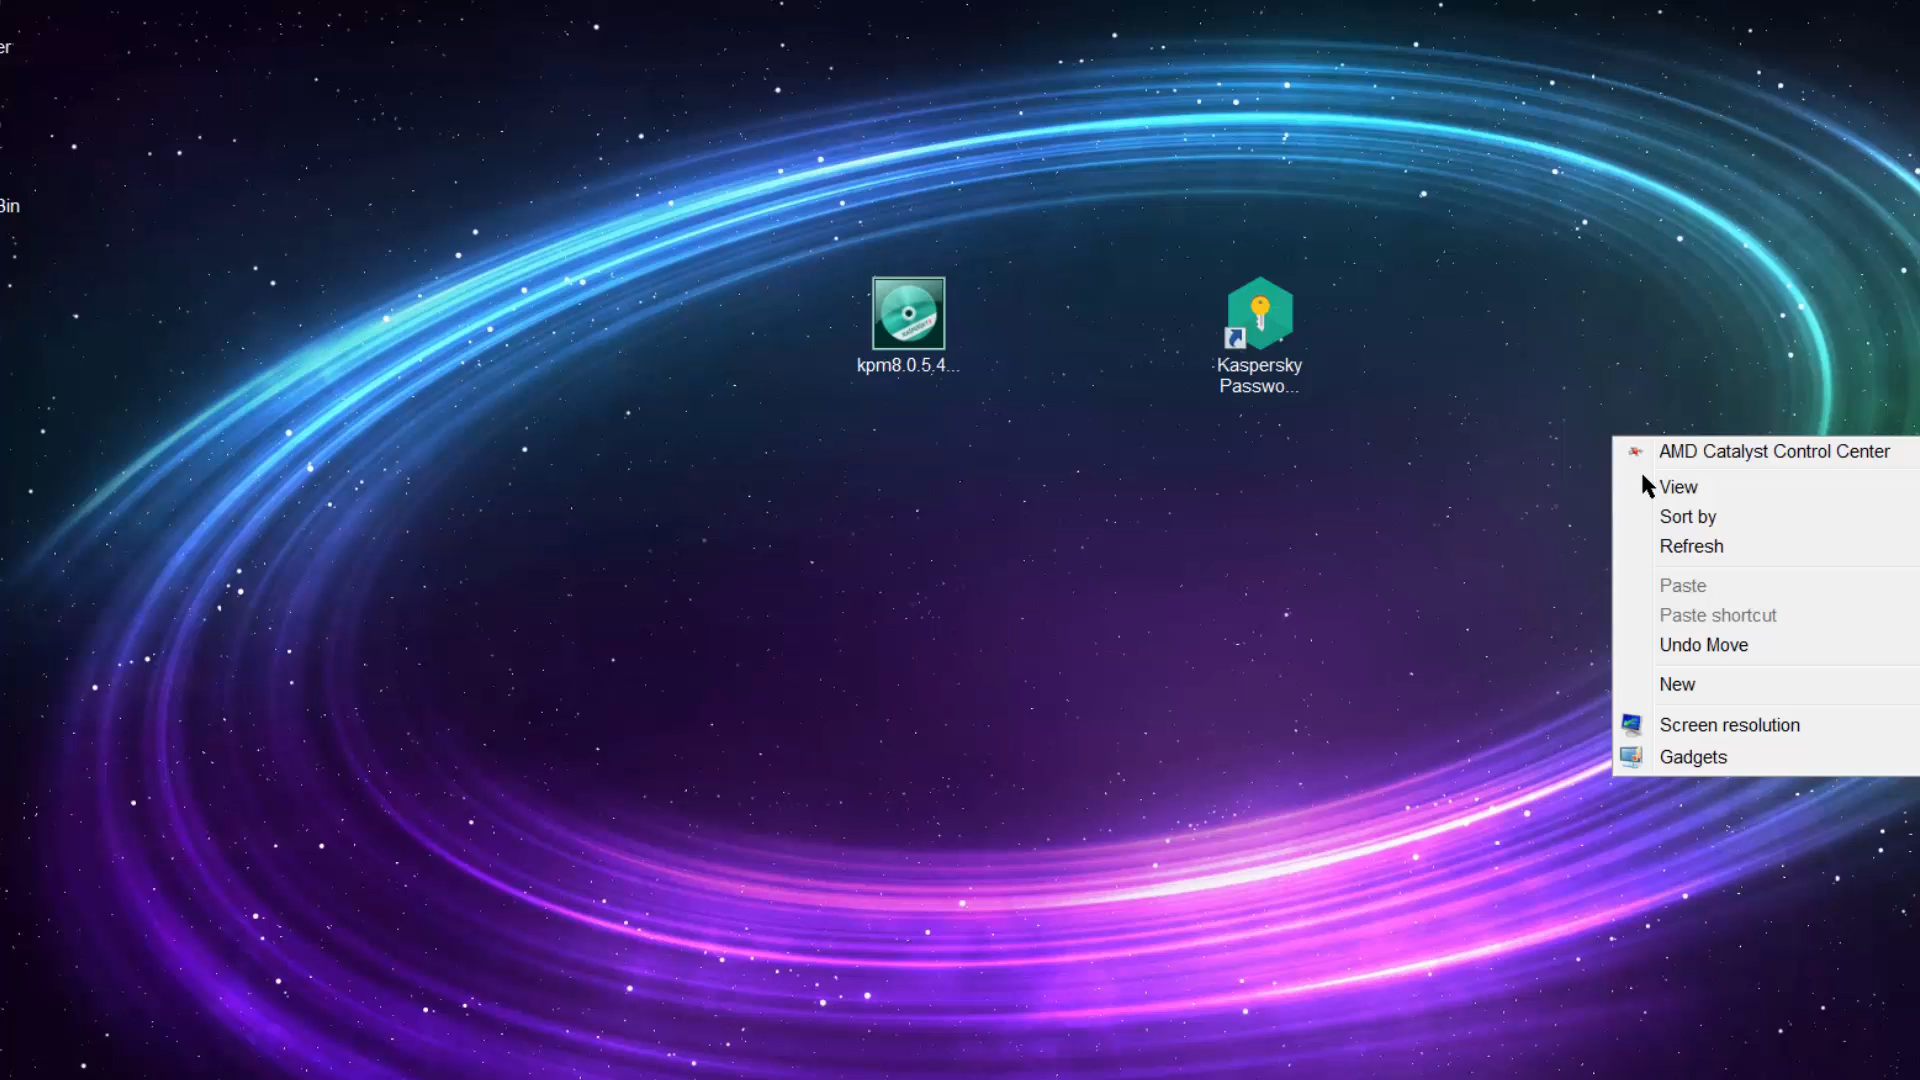 er
Bin
kpm8.0.5.4...
Kaspersky
Passwo...
AMD Catalyst Control Center
View
Sort by
Refresh
Paste
Paste shortcut
Undo Move
New
Screen resolution
Gadgets